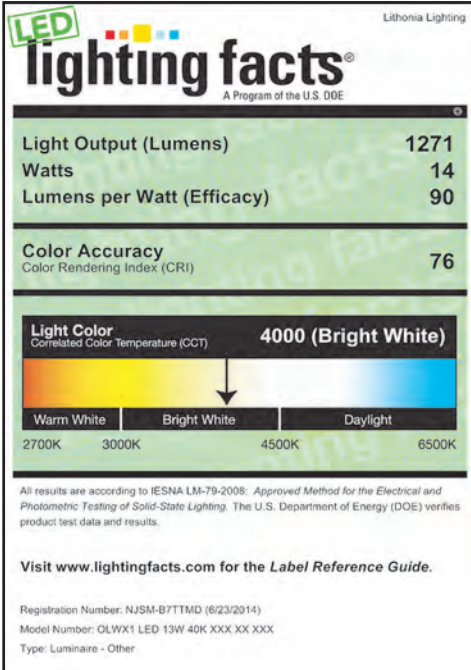 Lithonia Lighting
LED
lighting facts®
A Program of the U.S. DOE
Light Output (Lumens) 1271
Watts 14
Lumens per Watt (Efficacy) 90
Color Accuracy 76
Color Rendering Index (CRI)
Light Color 4000 (Bright White)
Correlated Color Temperature (CCT)
Warm White Bright White Daylight
2700K 3000K 4500K 6500K
All results are according to IESNA LM-79-2008: Approved Method for the Electrical and
Photometric Testing of Solid-State Lighting. The U.S. Department of Energy (DOE) verifies
product test data and results.
Visit www.lightingfacts.com for the Label Reference Guide.
Registration Number: NJSM-B7TTMD (6/23/2014)
Model Number: OLWX1 LED 13W 40K XXX XX XXX
Type: Luminaire - Other